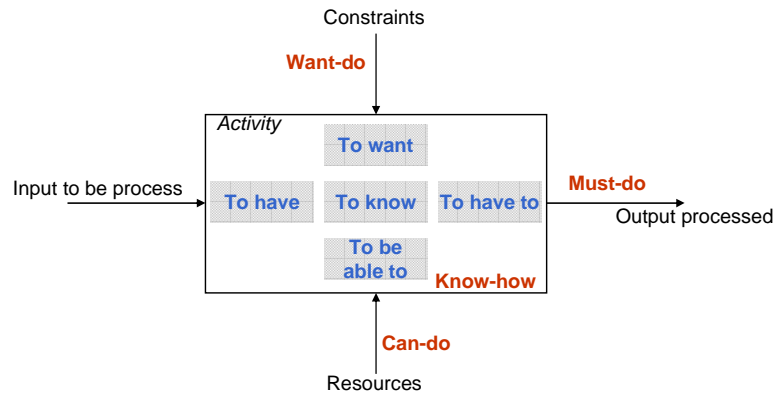 Constraints
Want-do
Activity
To want
Must-do
Input to be process
To have
To know
To have to
Output processed
To be
able to
Know-how
Can-do
Resources